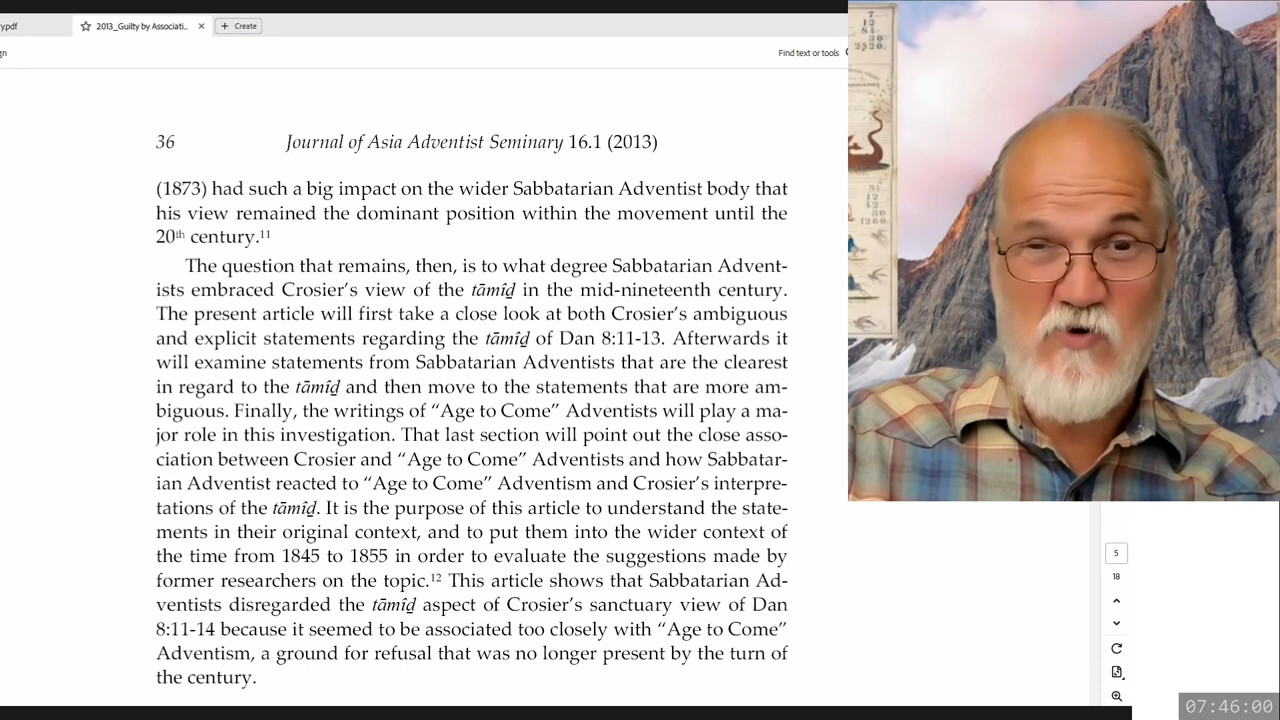 y.pdf
2013_Guilty by Associati...
Create
gn
Find text or tools
36 Journal of Asia Adventist Seminary 16.1 (2013)
(1873) had such a big impact on the wider Sabbatarian Adventist body that
his view remained the dominant position within the movement until the
20th century.11
The question that remains, then, is to what degree Sabbatarian Advent-
ists embraced Crosier’s view of the tāmîḏ in the mid-nineteenth century.
The present article will first take a close look at both Crosier’s ambiguous
and explicit statements regarding the tāmîḏ of Dan 8:11-13. Afterwards it
will examine statements from Sabbatarian Adventists that are the clearest
in regard to the tāmîḏ and then move to the statements that are more am-
biguous. Finally, the writings of “Age to Come” Adventists will play a ma-
jor role in this investigation. That last section will point out the close asso-
ciation between Crosier and “Age to Come” Adventists and how Sabbatar-
ian Adventist reacted to “Age to Come” Adventism and Crosier’s interpre-
tations of the tāmîḏ. It is the purpose of this article to understand the state-
ments in their original context, and to put them into the wider context of
the time from 1845 to 1855 in order to evaluate the suggestions made by
former researchers on the topic.12 This article shows that Sabbatarian Ad-
ventists disregarded the tāmîḏ aspect of Crosier’s sanctuary view of Dan
8:11-14 because it seemed to be associated too closely with “Age to Come”
Adventism, a ground for refusal that was no longer present by the turn of
the century.
7
12
30
2520.
12
30
1260.
5
18
07:46:00